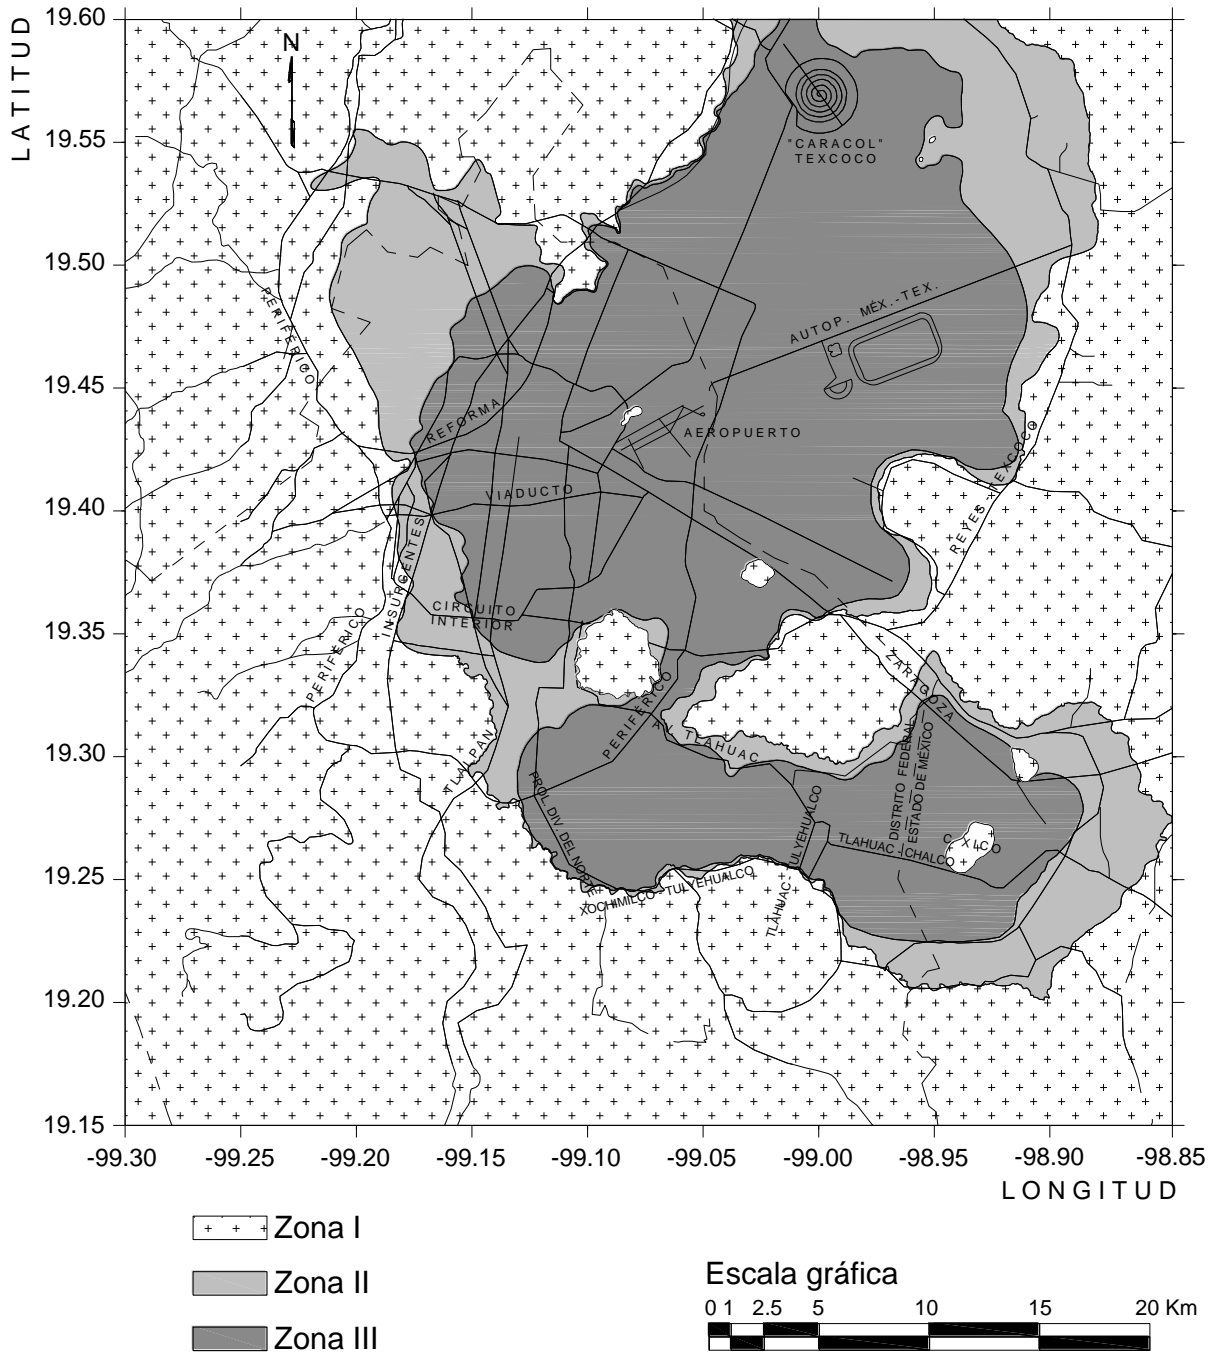 LATITUD
19.60
19.55
19.50
19.45
19.40
19.35
19.30
19.25
19.20
19.15
N
"CARACOL"
TEXCOCO
PERIFÉRICO
AUTOP. MÉX.-TEX.
REFORMA
AEROPUERTO
VIADUCTO
REYES TEXCOCO
INSURGENTES
CIRCUITO
INTERIOR
PERIFÉRICO
ZARAGOZA
PERIFÉRICO
AV. TLAHUAC
TLALPAN
DISTRITO FEDERAL
ESTADO DE MÉXICO
PROL. DIV. DEL NORTE
TLAHUAC - TULYEHUALCO
TLAHUAC - CHALCO
C. XICO
XOCHIMILCO - TULYEHUALCO
-99.30
-99.25
-99.20
-99.15
-99.10
-99.05
-99.00
-98.95
-98.90
-98.85
LONGITUD
Zona I
Zona II
Zona III
Escala gráfica
0 1 2.5 5 10 15 20 Km